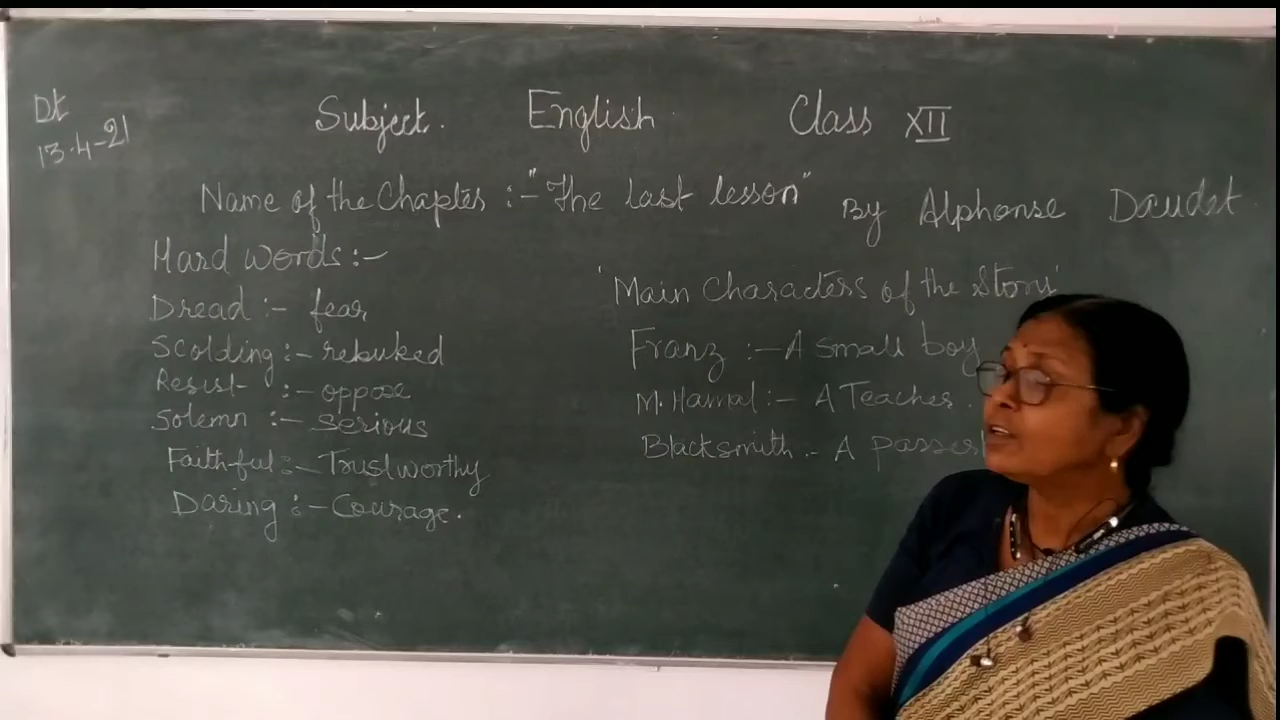 Dt
13.4-21
Subject. English. Class XII
Name of the Chapter :- "The last lesson" By Alphonse Daudet.
Hard words :-
Dread :- fear,
Scolding :- rebuked
Resist :- oppose
Solemn :- Serious
Faithful :- Trustworthy
Daring :- Courage.
'Main Characters of the Story'
Franz :- A small boy
M. Hamal :- A Teacher.
Blacksmith :- A passer